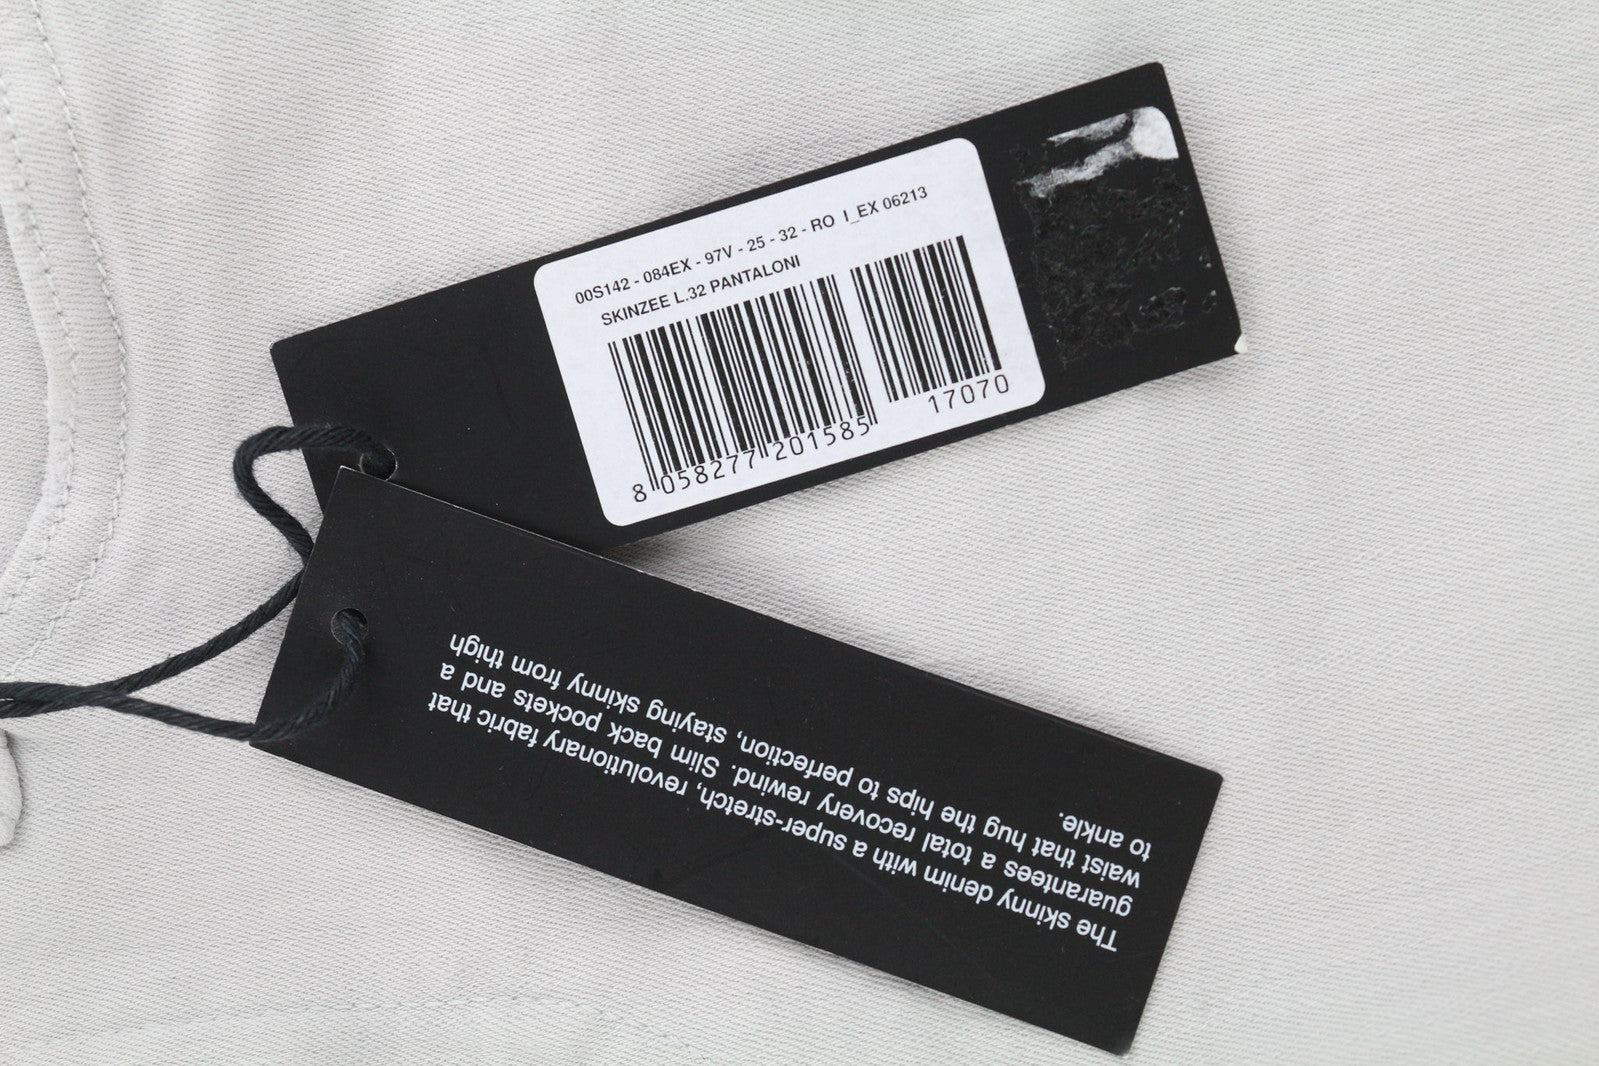 00S142 - 084EX - 97V - 25 - 32 - RO I_EX 06213
SKINZEE L.32 PANTALONI
8 058277 201585
17070
The skinny denim with a super-stretch, revolutionary fabric that
guarantees a total recovery rewind. Slim back pockets and a
waist that hug the hips to perfection, staying skinny from thigh
to ankle.